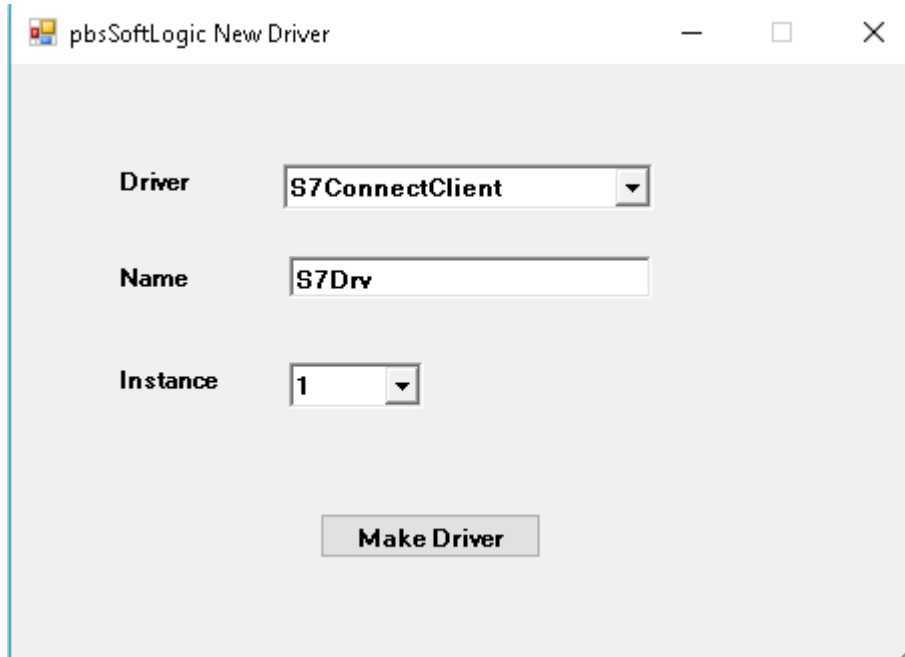 pbsSoftLogic New Driver
Driver S7ConnectClient
Name S7Drv
Instance 1
Make Driver